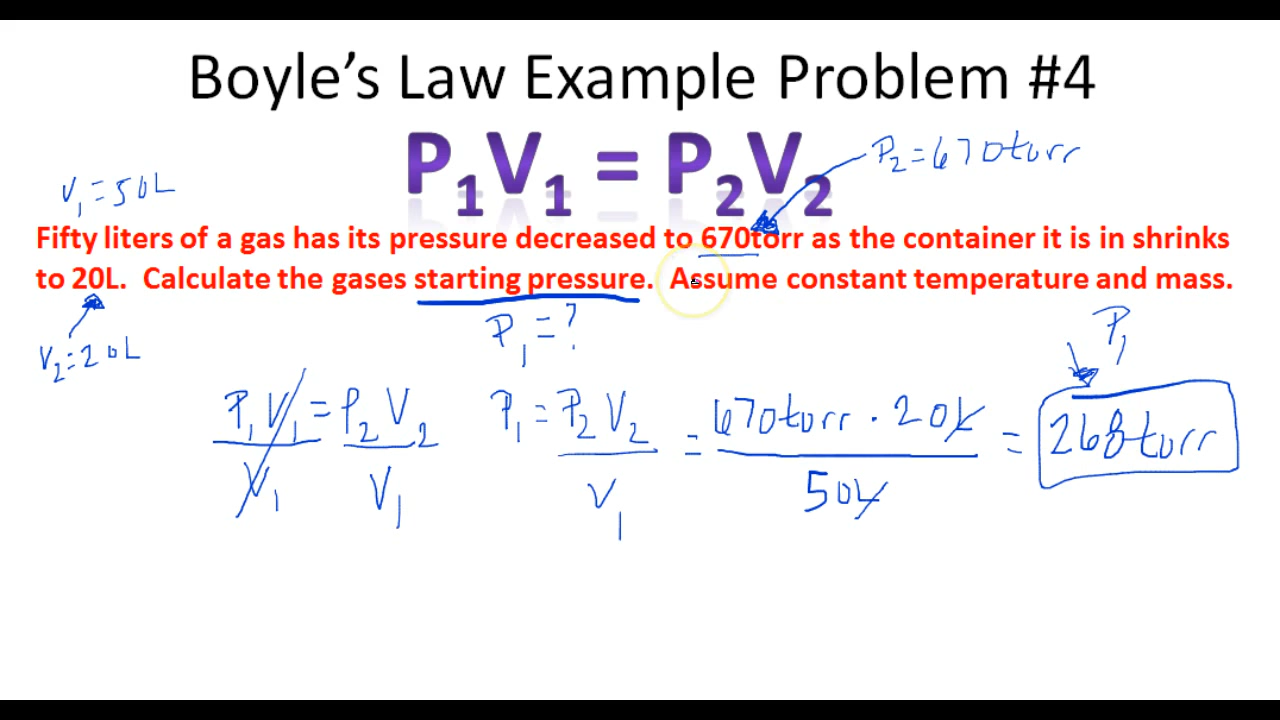 Boyle's Law Example Problem #4
P₁V₁ = P₂V₂
P₂ = 670torr
V₁ = 50L
Fifty liters of a gas has its pressure decreased to 670torr as the container it is in shrinks
to 20L. Calculate the gases starting pressure. Assume constant temperature and mass.
V₂ = 20L
P₁ = ?
P₁
P₁V₁ = P₂V₂ P₁ = P₂V₂ = 670torr · 20L = 268torr
V₁ V₁ V₁ 50L